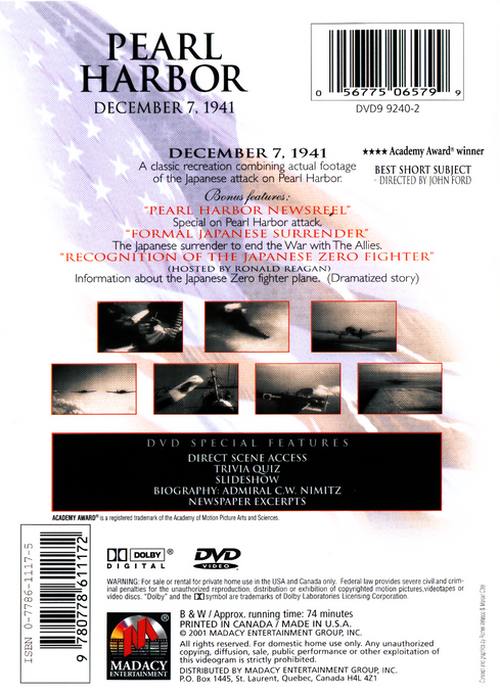 PEARL
HARBOR
DECEMBER 7, 1941
0 56775 06579 9
DVD9 9240-2
DECEMBER 7, 1941
A classic recreation combining actual footage
of the Japanese attack on Pearl Harbor.
★★★★ Academy Award® winner
BEST SHORT SUBJECT
- DIRECTED BY JOHN FORD
Bonus features:
"PEARL HARBOR NEWSREEL"
Special on Pearl Harbor attack.
"FORMAL JAPANESE SURRENDER"
The Japanese surrender to end the War with The Allies.
"RECOGNITION OF THE JAPANESE ZERO FIGHTER"
(HOSTED BY RONALD REAGAN)
Information about the Japanese Zero fighter plane. (Dramatized story)
DVD SPECIAL FEATURES
DIRECT SCENE ACCESS
TRIVIA QUIZ
SLIDESHOW
BIOGRAPHY: ADMIRAL C.W. NIMITZ
NEWSPAPER EXCERPTS
ACADEMY AWARD® is a registered trademark of the Academy of Motion Picture Arts and Sciences.
ISBN 0-7786-1117-5
9 780778 611172
DOLBY®
DIGITAL
DVD
VIDEO
WARNING: For sale or rental for private home use in the USA and Canada only. Federal law provides severe civil and crim-
inal penalties for the unauthorized reproduction, distribution or exhibition of copyrighted motion pictures,videotapes or
video discs. "Dolby" and the symbol are trademarks of Dolby Laboratories Licensing Corporation.
MADACY
ENTERTAINMENT
B & W / Approx. running time: 74 minutes
PRINTED IN CANADA / MADE IN U.S.A.
© 2001 MADACY ENTERTAINMENT GROUP, INC.
All rights reserved. For domestic home use only. Any unauthorized
copying, diffusion, sale, public performance or other exploitation of
this videogram is strictly prohibited.
DISTRIBUTED BY MADACY ENTERTAINMENT GROUP, INC.
P.O. Box 1445, St. Laurent, Quebec, Canada H4L 4Z1